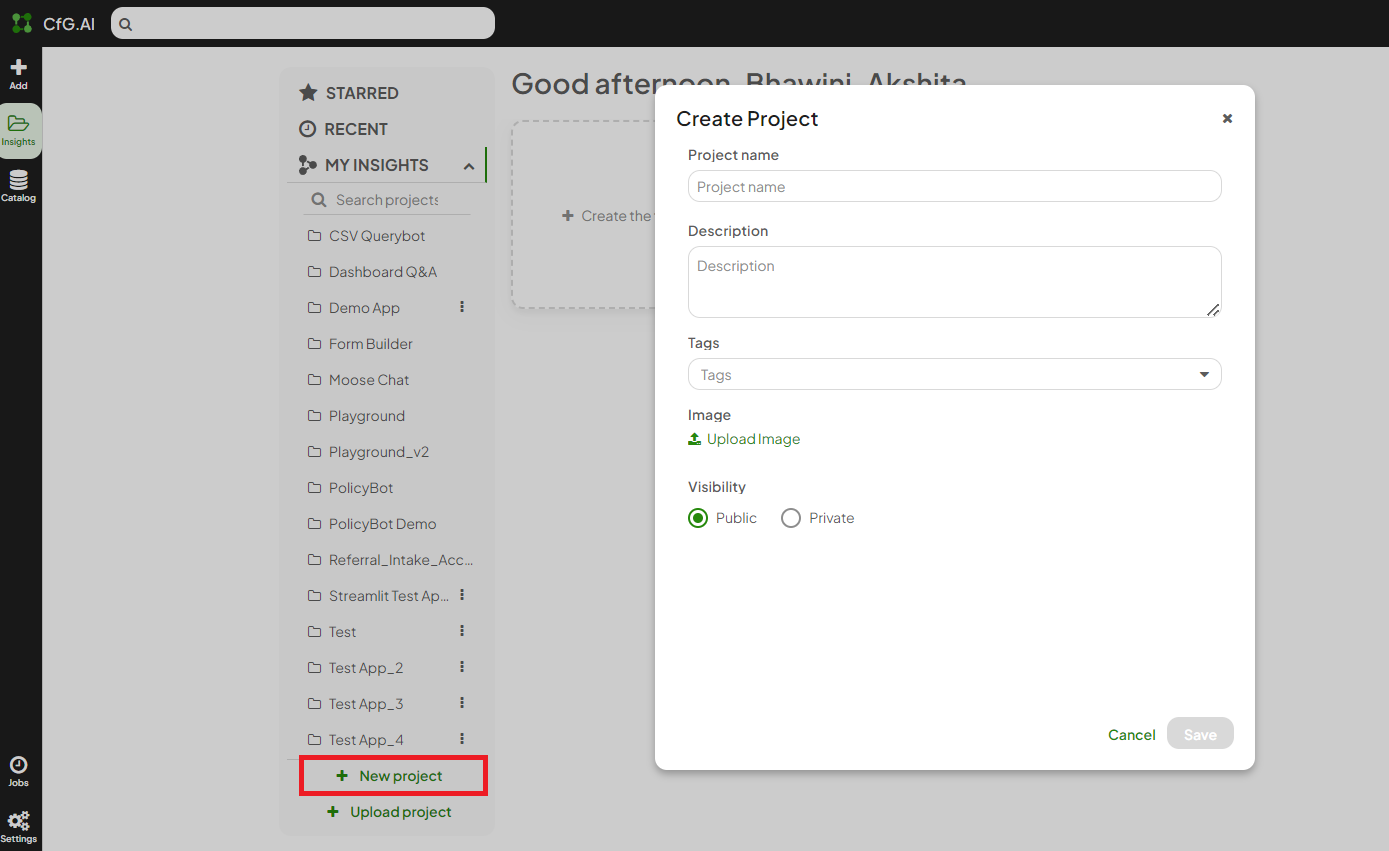 CfG.AI
Add
Insights
Catalog
Jobs
Settings
STARRED
RECENT
MY INSIGHTS
Search projects
CSV Querybot
Dashboard Q&A
Demo App
Form Builder
Moose Chat
Playground
Playground_v2
PolicyBot
PolicyBot Demo
Referral_Intake_Acc...
Streamlit Test Ap...
Test
Test App_2
Test App_3
Test App_4
New project
Upload project
Good afternoon, Bhawini, Akshita
Create the
Create Project
Project name
Project name
Description
Description
Tags
Tags
Image
Upload Image
Visibility
Public Private
Cancel Save